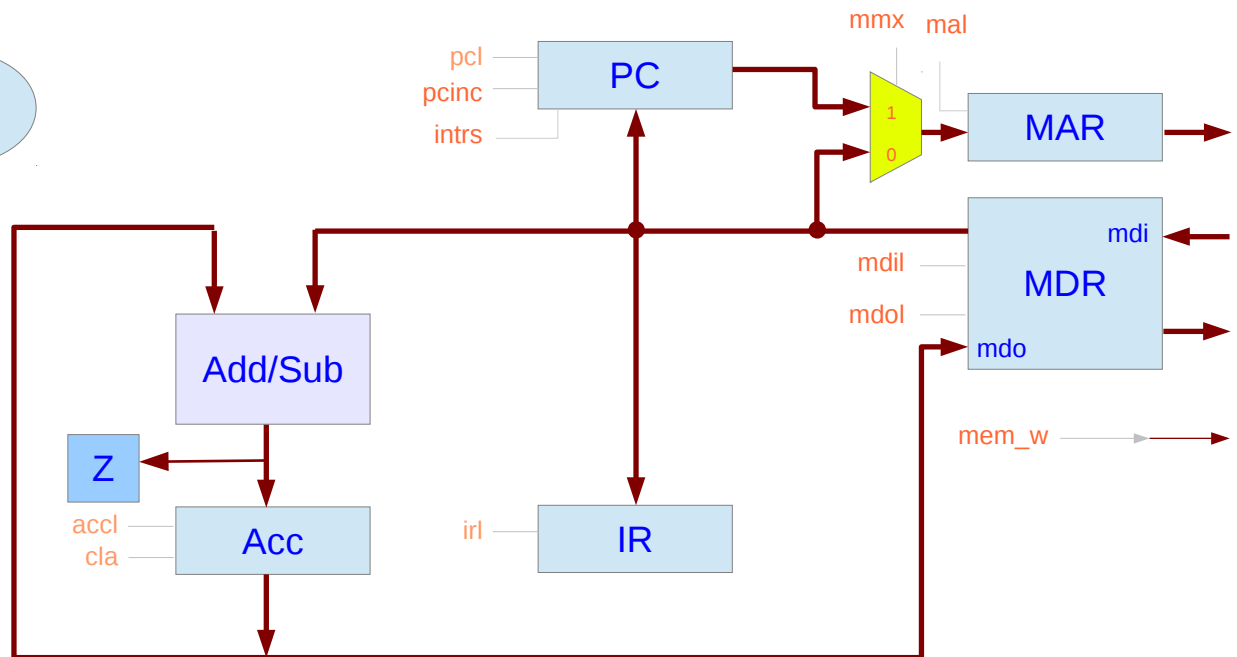 mmx
mal
pcl
PC
pcinc
intrs
1
0
MAR
mdi
mdil
MDR
mdol
mdo
Add/Sub
mem_w
Z
accl
Acc
cla
irl
IR